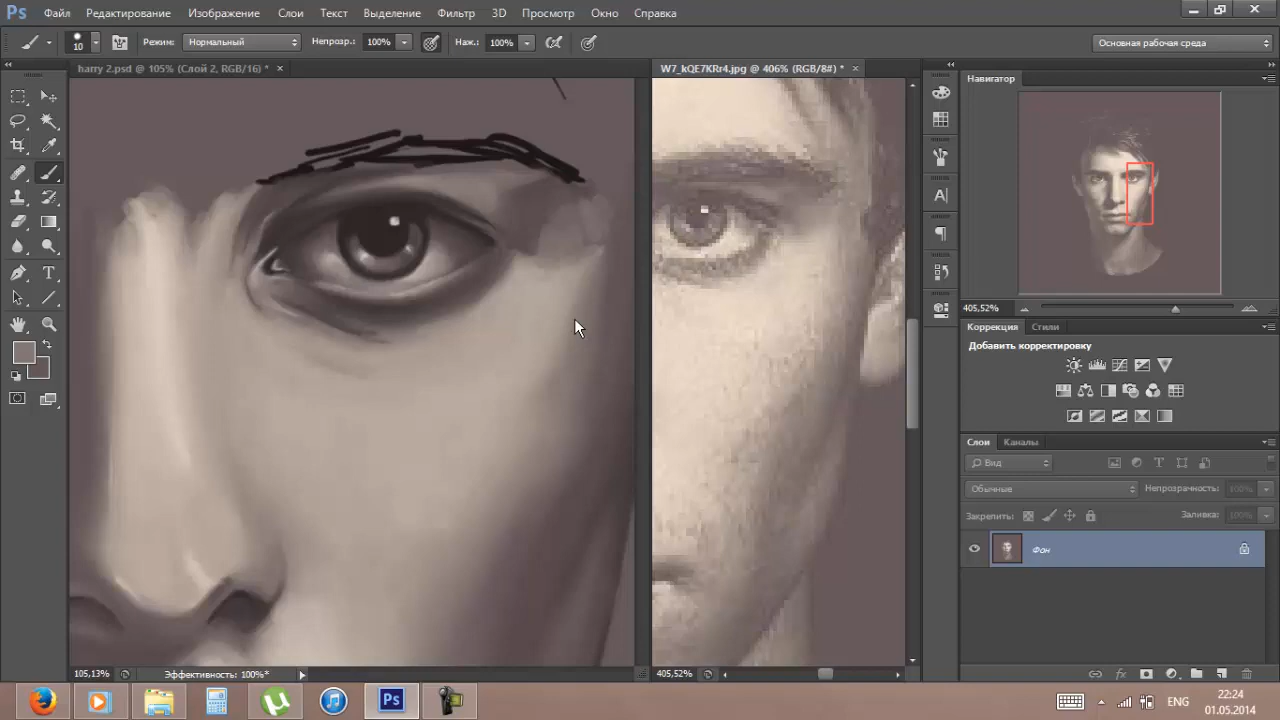 Ps Файл Редактирование Изображение Слои Текст Выделение Фильтр 3D Просмотр Окно Справка
10 Режим: Нормальный Непрозр.: 100% Наж.: 100% Основная рабочая среда
harry 2.psd @ 105% (Слой 2, RGB/16) * × W7_kQE7KRr4.jpg @ 406% (RGB/8#) * ×
Навигатор
405,52%
Коррекция Стили
Добавить корректировку
Слои Каналы
Вид
Обычные Непрозрачность: 100%
Закрепить: Заливка: 100%
Фон
105,13% Эффективность: 100%* 405,52%
Ps ENG 22:24
01.05.2014